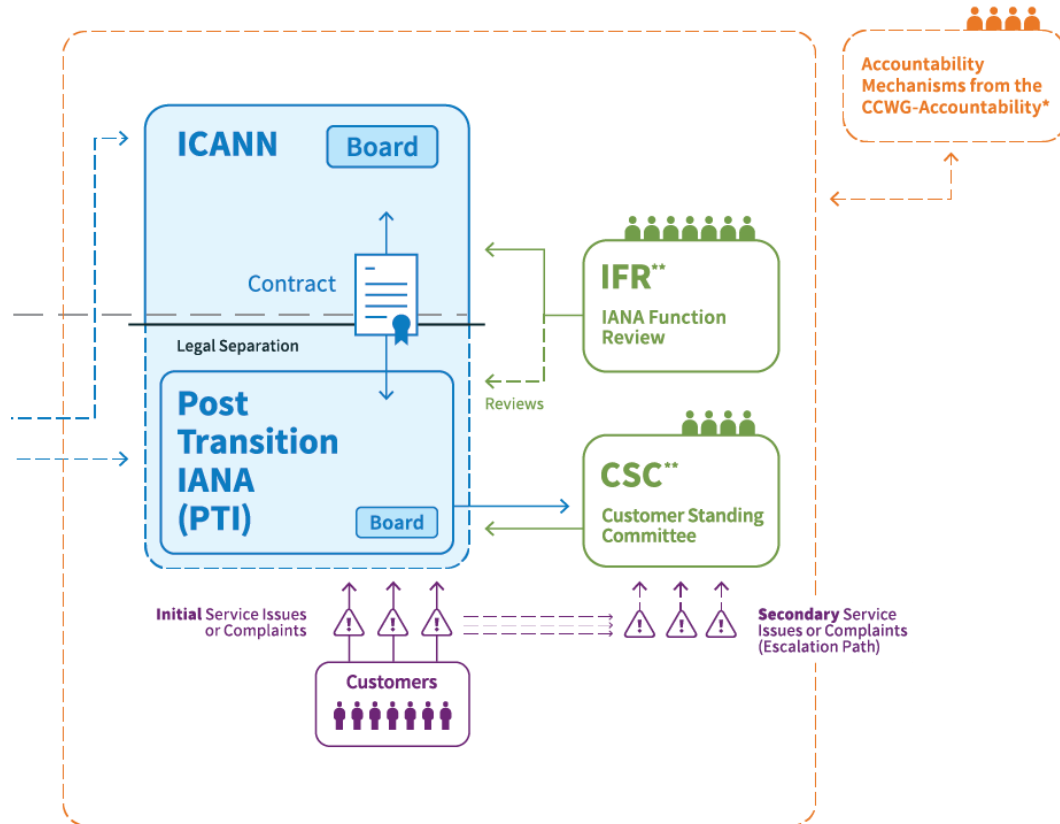 Accountability
Mechanisms from the
CCWG-Accountability*
ICANN
Board
Contract
Legal Separation
IFR**
IANA Function
Review
Reviews
Post
Transition
IANA
(PTI)
Board
CSC**
Customer Standing
Committee
Initial Service Issues
or Complaints
Secondary Service
Issues or Complaints
(Escalation Path)
Customers